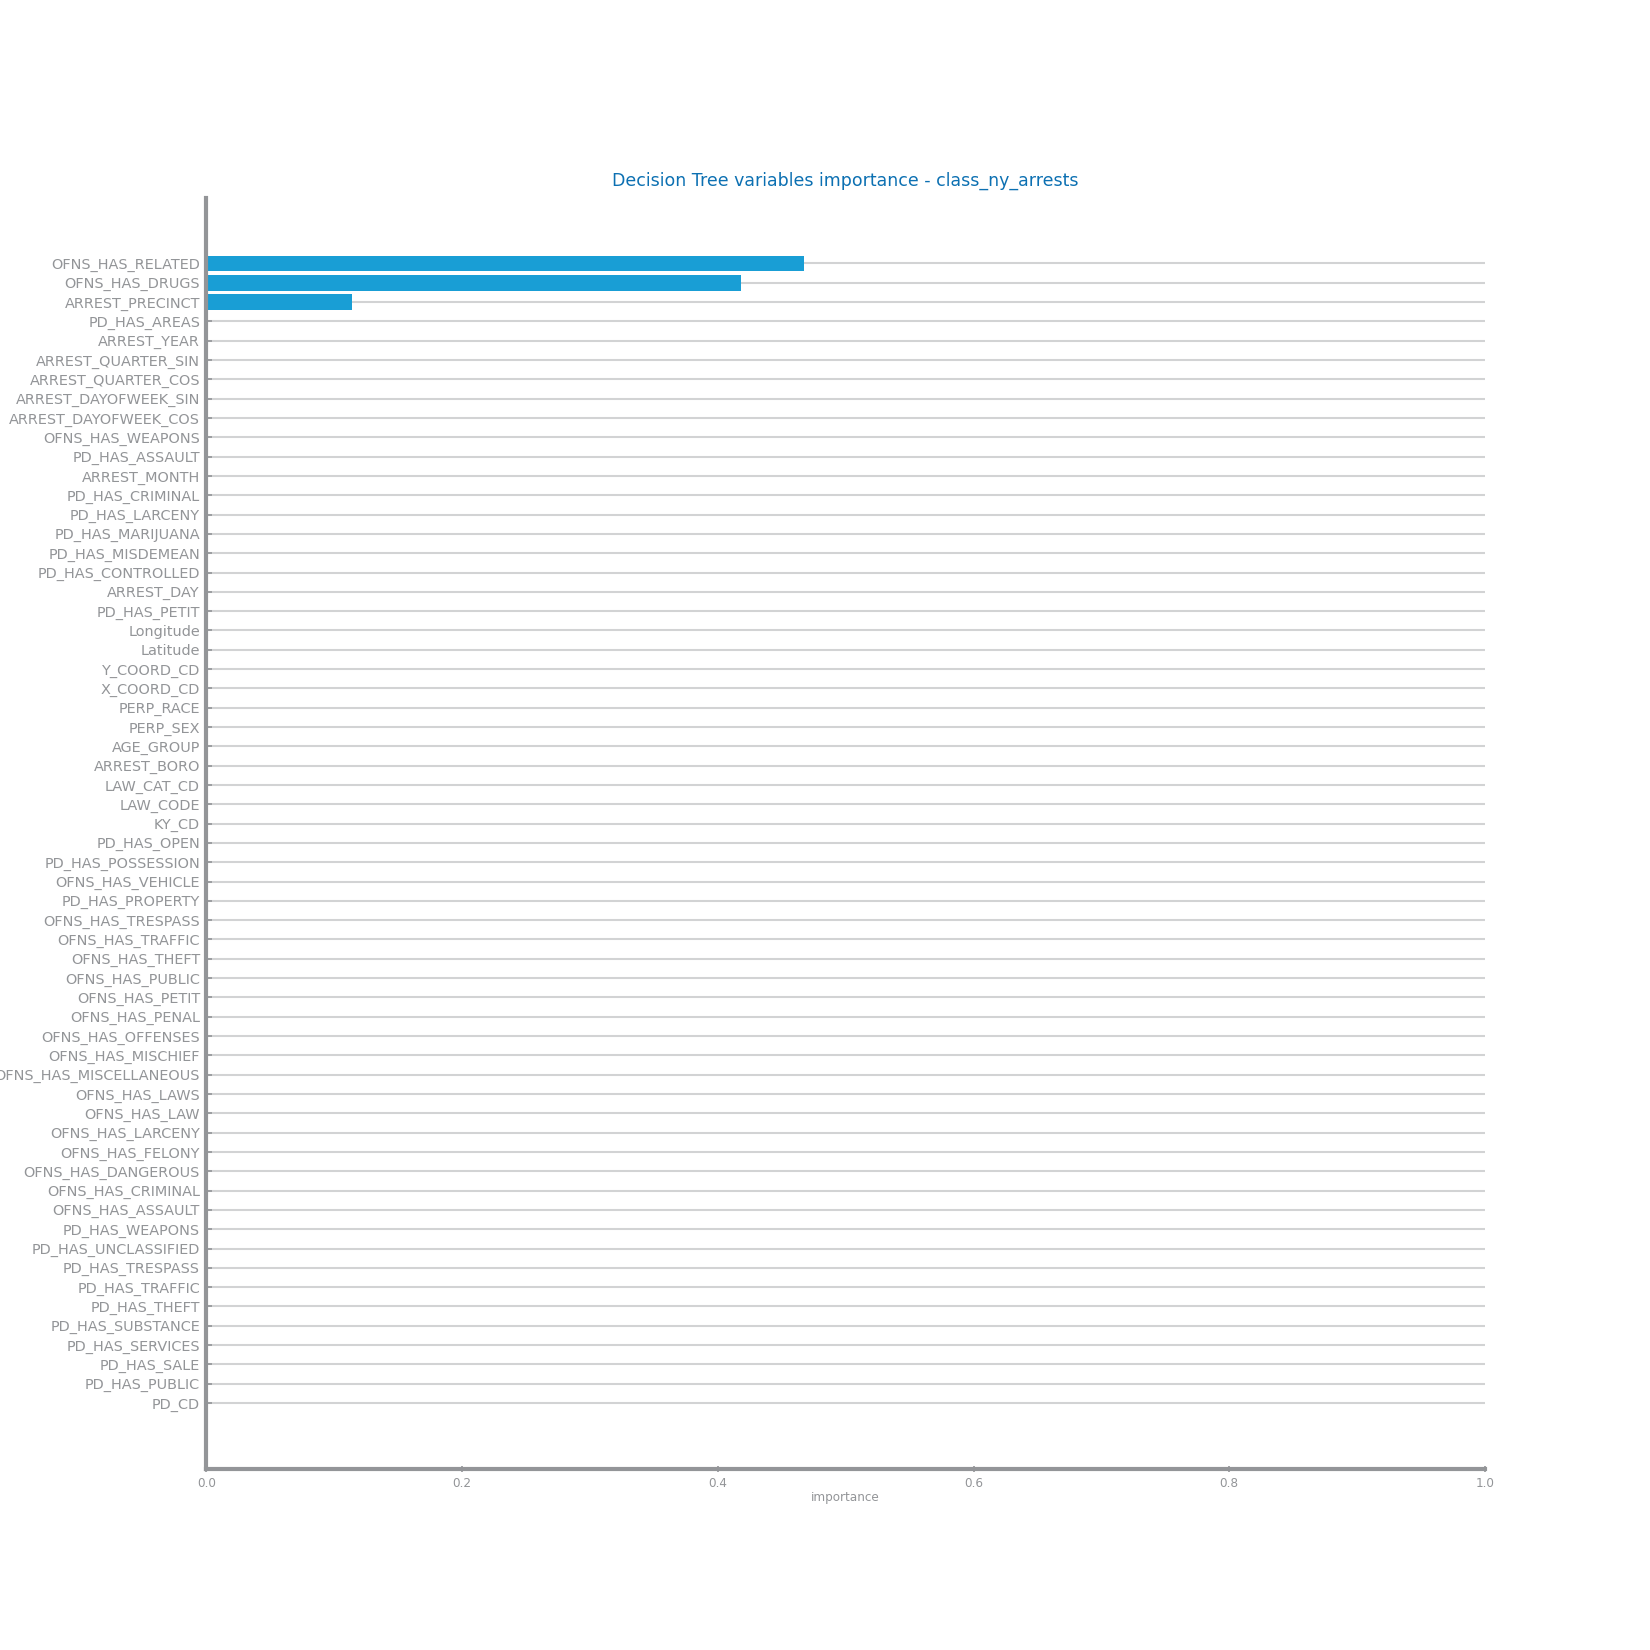 Decision Tree variables importance - class_ny_arrests
OFNS_HAS_RELATED
OFNS_HAS_DRUGS
ARREST_PRECINCT
PD_HAS_AREAS
ARREST_YEAR
ARREST_QUARTER_SIN
ARREST_QUARTER_COS
ARREST_DAYOFWEEK_SIN
ARREST_DAYOFWEEK_COS
OFNS_HAS_WEAPONS
PD_HAS_ASSAULT
ARREST_MONTH
PD_HAS_CRIMINAL
PD_HAS_LARCENY
PD_HAS_MARIJUANA
PD_HAS_MISDEMEAN
PD_HAS_CONTROLLED
ARREST_DAY
PD_HAS_PETIT
Longitude
Latitude
Y_COORD_CD
X_COORD_CD
PERP_RACE
PERP_SEX
AGE_GROUP
ARREST_BORO
LAW_CAT_CD
LAW_CODE
KY_CD
PD_HAS_OPEN
PD_HAS_POSSESSION
OFNS_HAS_VEHICLE
PD_HAS_PROPERTY
OFNS_HAS_TRESPASS
OFNS_HAS_TRAFFIC
OFNS_HAS_THEFT
OFNS_HAS_PUBLIC
OFNS_HAS_PETIT
OFNS_HAS_PENAL
OFNS_HAS_OFFENSES
OFNS_HAS_MISCHIEF
OFNS_HAS_MISCELLANEOUS
OFNS_HAS_LAWS
OFNS_HAS_LAW
OFNS_HAS_LARCENY
OFNS_HAS_FELONY
OFNS_HAS_DANGEROUS
OFNS_HAS_CRIMINAL
OFNS_HAS_ASSAULT
PD_HAS_WEAPONS
PD_HAS_UNCLASSIFIED
PD_HAS_TRESPASS
PD_HAS_TRAFFIC
PD_HAS_THEFT
PD_HAS_SUBSTANCE
PD_HAS_SERVICES
PD_HAS_SALE
PD_HAS_PUBLIC
PD_CD
0.0 0.2 0.4 0.6 0.8 1.0
importance